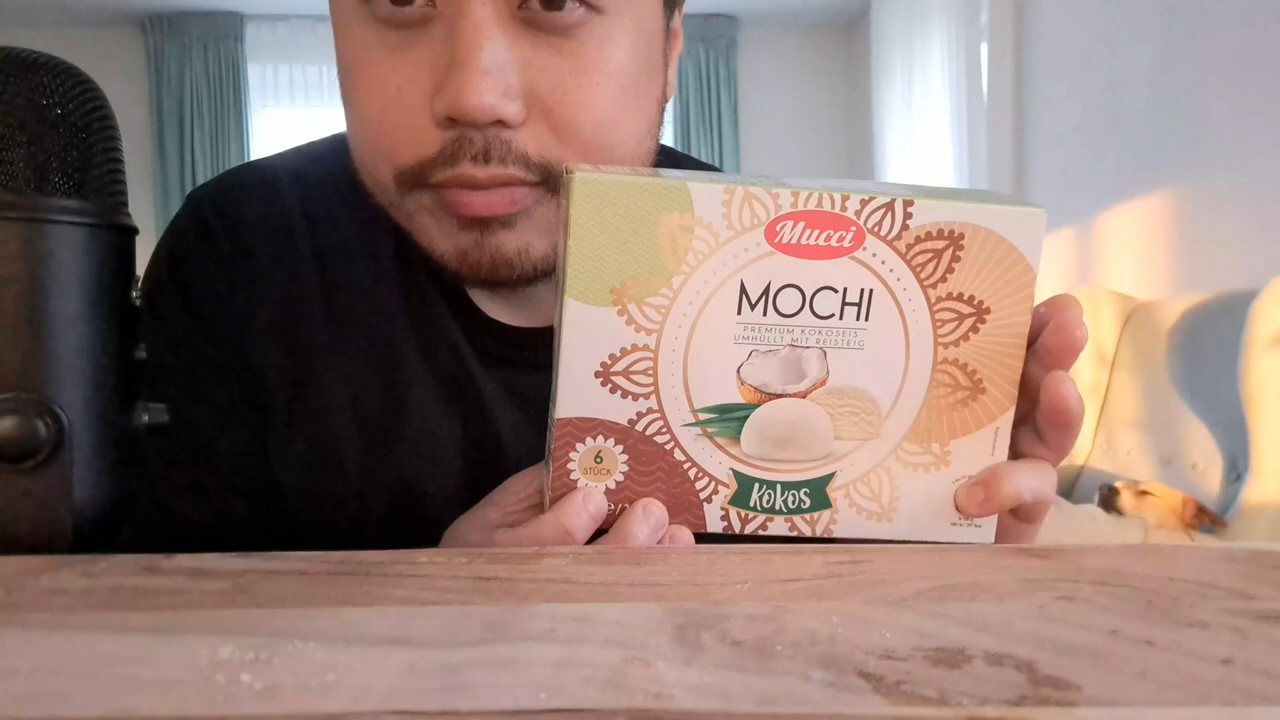 Mucci
MOCHI
PREMIUM KOKOSEIS
UMHÜLLT MIT REISTEIG
6
STÜCK
Kokos